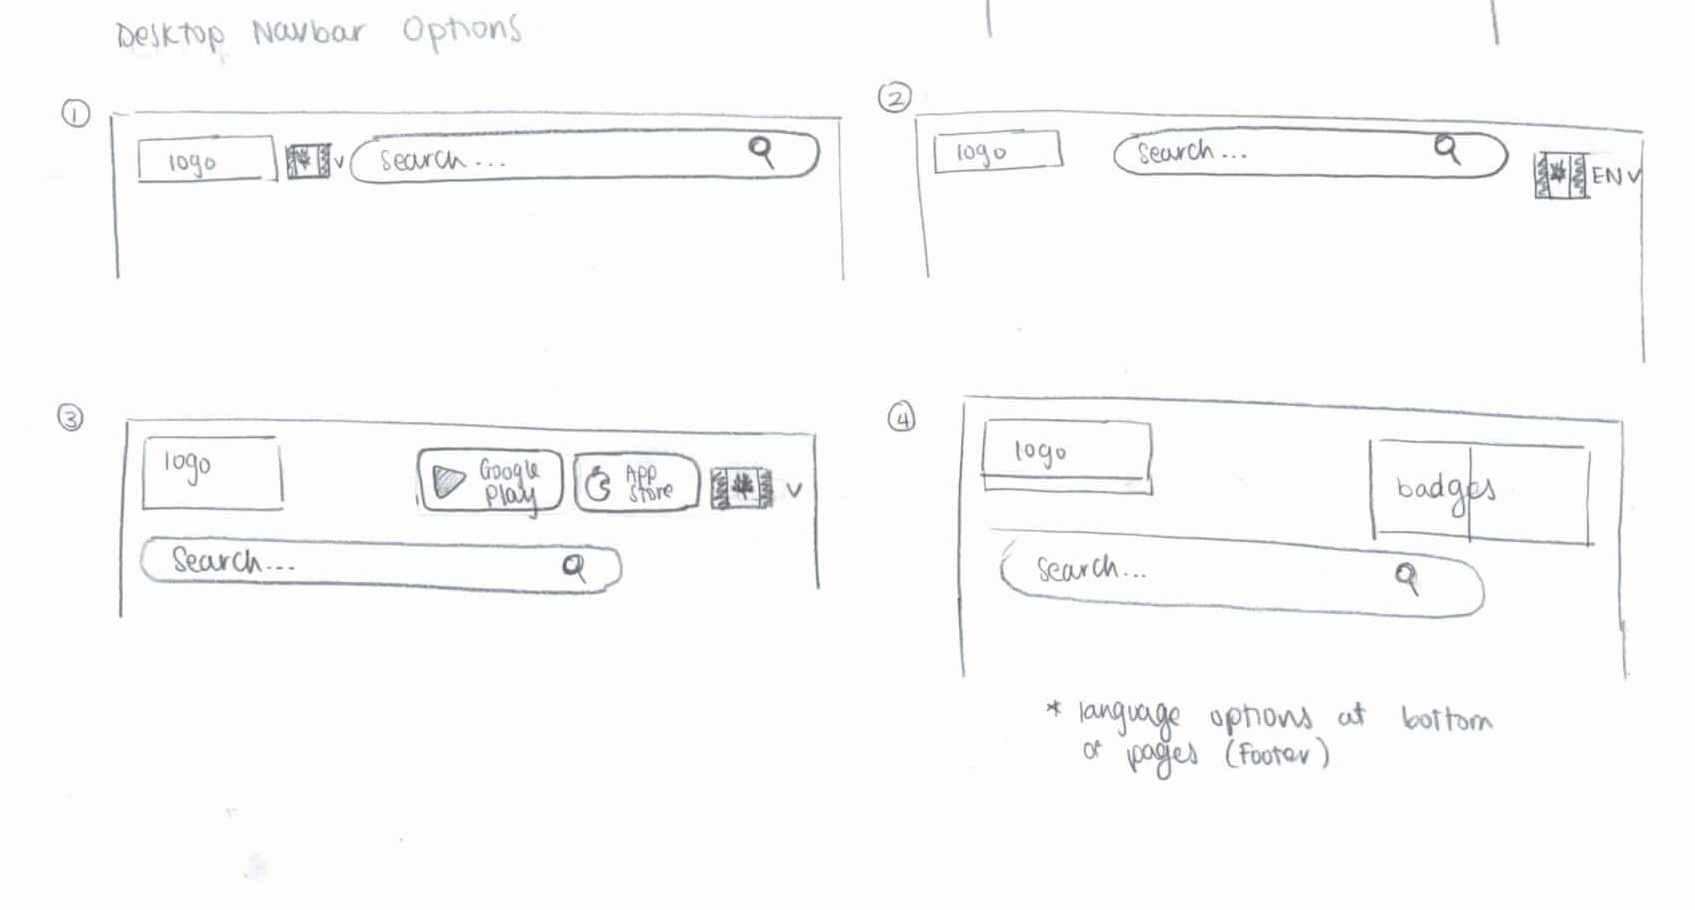 Desktop Navbar Options
1
logo
Search...
2
logo
Search...
EN
3
logo
Google
Play
App
Store
Search...
4
logo
badges
Search...
* language options at bottom
of pages (Footer)